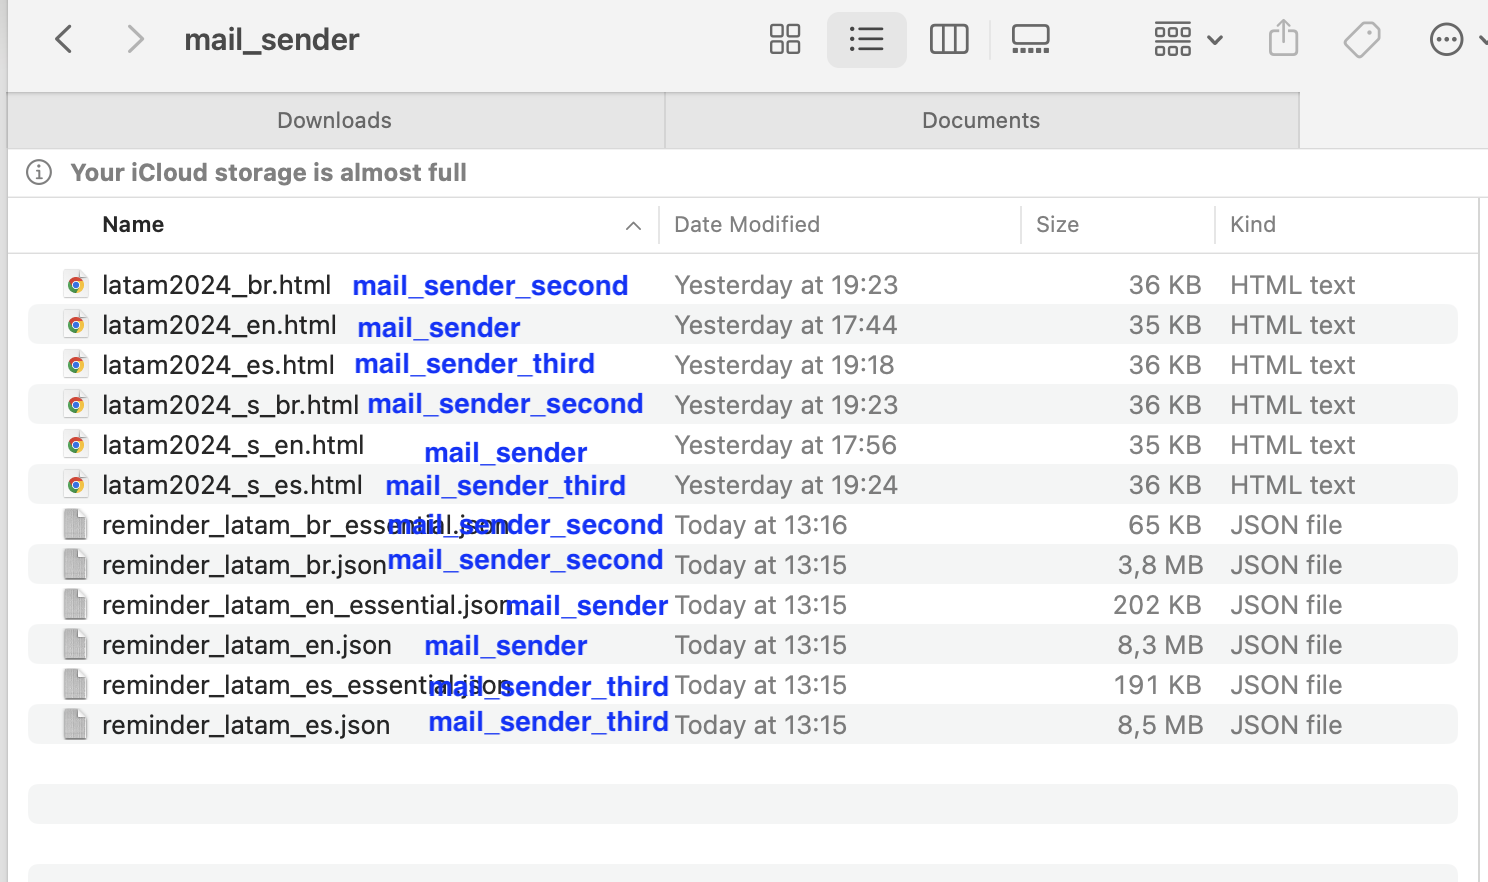 mail_sender
Downloads Documents
Your iCloud storage is almost full
Name Date Modified Size Kind
latam2024_br.html mail_sender_second Yesterday at 19:23 36 KB HTML text
latam2024_en.html mail_sender Yesterday at 17:44 35 KB HTML text
latam2024_es.html mail_sender_third Yesterday at 19:18 36 KB HTML text
latam2024_s_br.html mail_sender_second Yesterday at 19:23 36 KB HTML text
latam2024_s_en.html mail_sender Yesterday at 17:56 35 KB HTML text
latam2024_s_es.html mail_sender_third Yesterday at 19:24 36 KB HTML text
reminder_latam_br_essential.json mail_sender_second Today at 13:16 65 KB JSON file
reminder_latam_br.json mail_sender_second Today at 13:15 3,8 MB JSON file
reminder_latam_en_essential.json mail_sender Today at 13:15 202 KB JSON file
reminder_latam_en.json mail_sender Today at 13:15 8,3 MB JSON file
reminder_latam_es_essential.json mail_sender_third Today at 13:15 191 KB JSON file
reminder_latam_es.json mail_sender_third Today at 13:15 8,5 MB JSON file